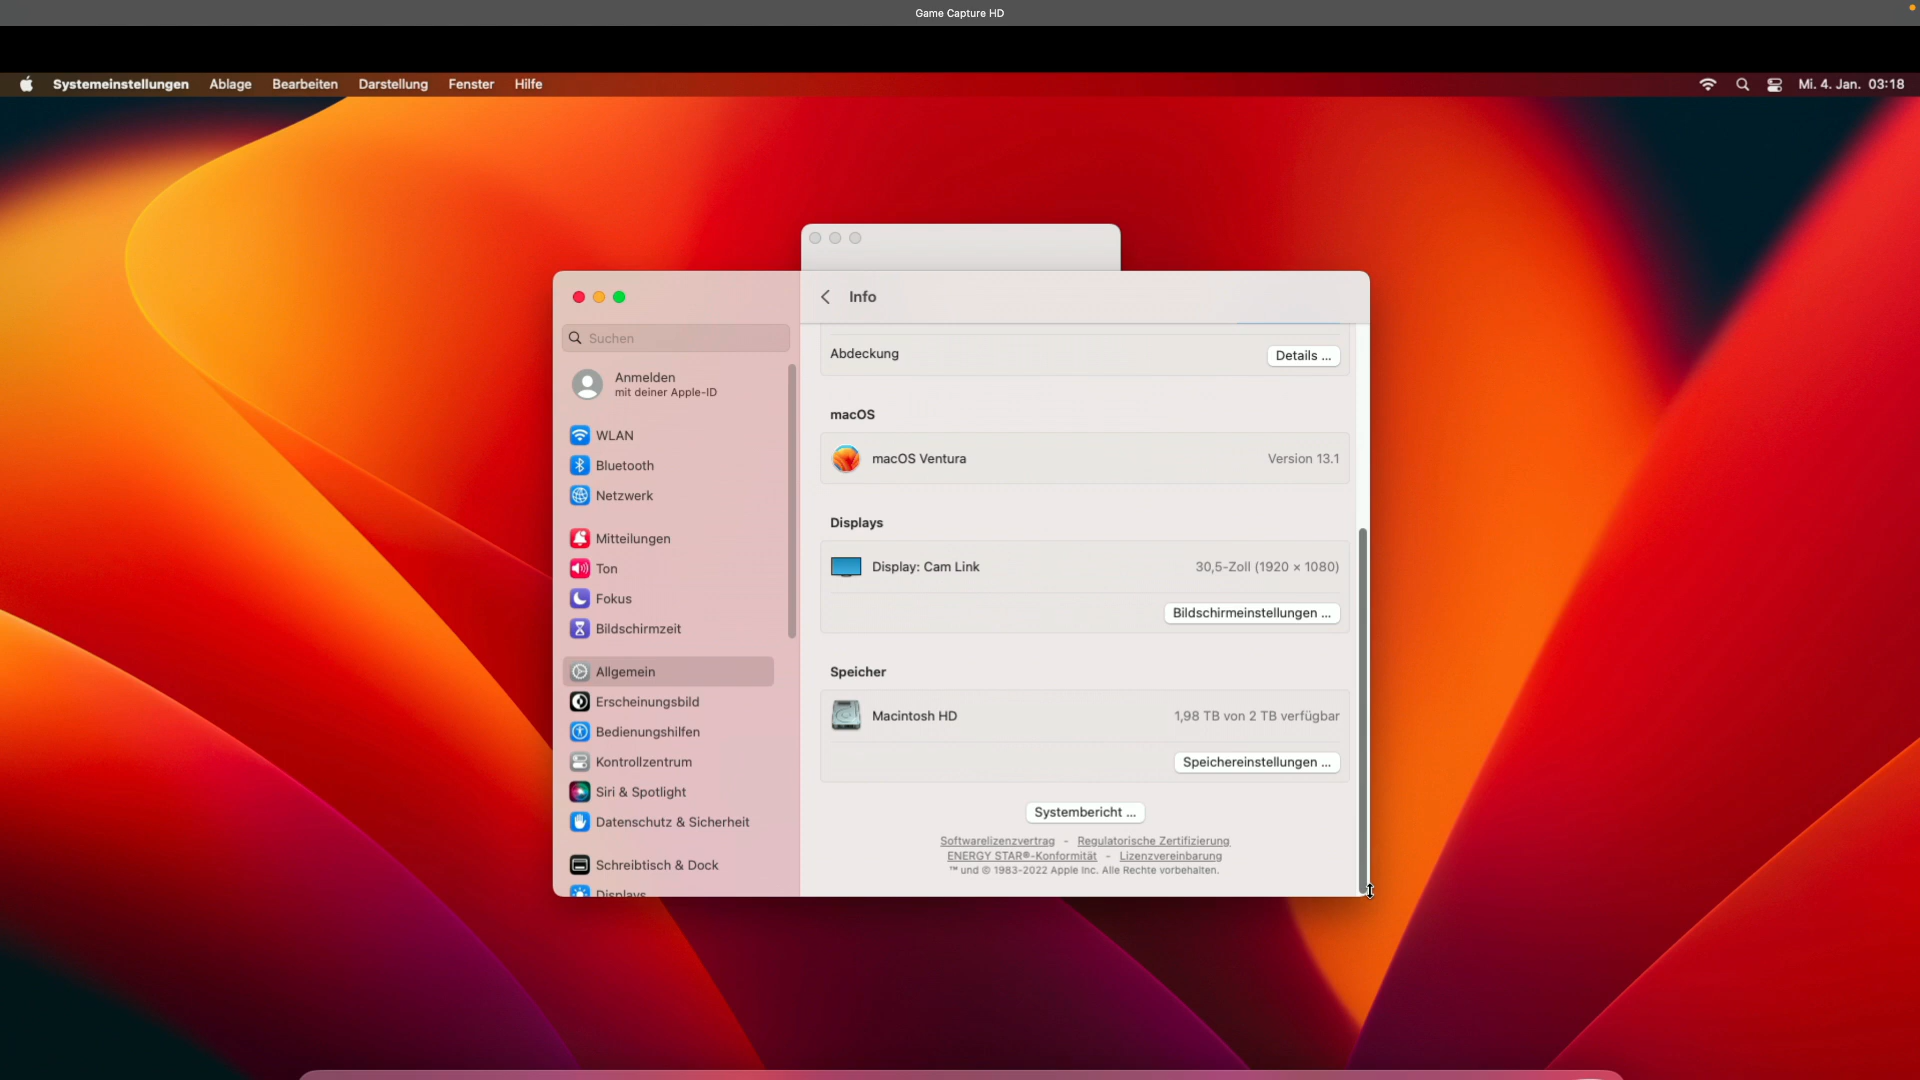 Game Capture HD
Systemeinstellungen Ablage Bearbeiten Darstellung Fenster Hilfe Mi. 4. Jan. 03:18
Info
Suchen
Anmelden
mit deiner Apple-ID
WLAN
Bluetooth
Netzwerk
Mitteilungen
Ton
Fokus
Bildschirmzeit
Allgemein
Erscheinungsbild
Bedienungshilfen
Kontrollzentrum
Siri & Spotlight
Datenschutz & Sicherheit
Schreibtisch & Dock
Displays
Abdeckung Details ...
macOS
macOS Ventura Version 13.1
Displays
Display: Cam Link 30,5-Zoll (1920 × 1080)
Bildschirmeinstellungen ...
Speicher
Macintosh HD 1,98 TB von 2 TB verfügbar
Speichereinstellungen ...
Systembericht ...
Softwarelizenzvertrag - Regulatorische Zertifizierung
ENERGY STAR®-Konformität - Lizenzvereinbarung
™ und © 1983-2022 Apple Inc. Alle Rechte vorbehalten.